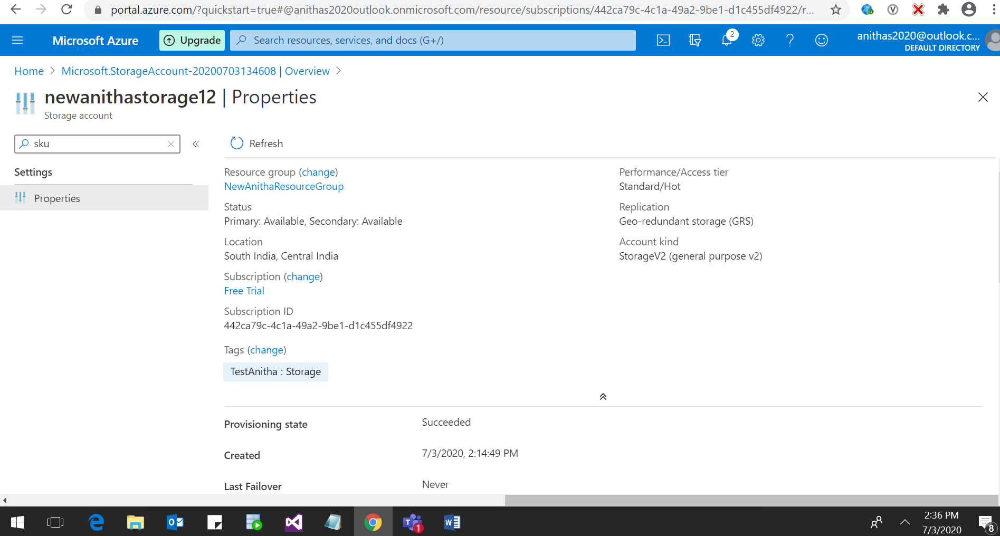 portal.azure.com/?quickstart=true#@anithas2020outlook.onmicrosoft.com/resource/subscriptions/442ca79c-4c1a-49a2-9be1-d1c455df4922/r...
Microsoft Azure
Upgrade
Search resources, services, and docs (G+/)
2
anithas2020@outlook.c...
DEFAULT DIRECTORY
Home > Microsoft.StorageAccount-20200703134608 | Overview >
newanithastorage12 | Properties
Storage account
sku
Refresh
Settings
Properties
Resource group (change)
NewAnithaResourceGroup
Status
Primary: Available, Secondary: Available
Location
South India, Central India
Subscription (change)
Free Trial
Subscription ID
442ca79c-4c1a-49a2-9be1-d1c455df4922
Tags (change)
TestAnitha : Storage
Performance/Access tier
Standard/Hot
Replication
Geo-redundant storage (GRS)
Account kind
StorageV2 (general purpose v2)
Provisioning state
Succeeded
Created
7/3/2020, 2:14:49 PM
Last Failover
Never
1
2:36 PM
7/3/2020
8